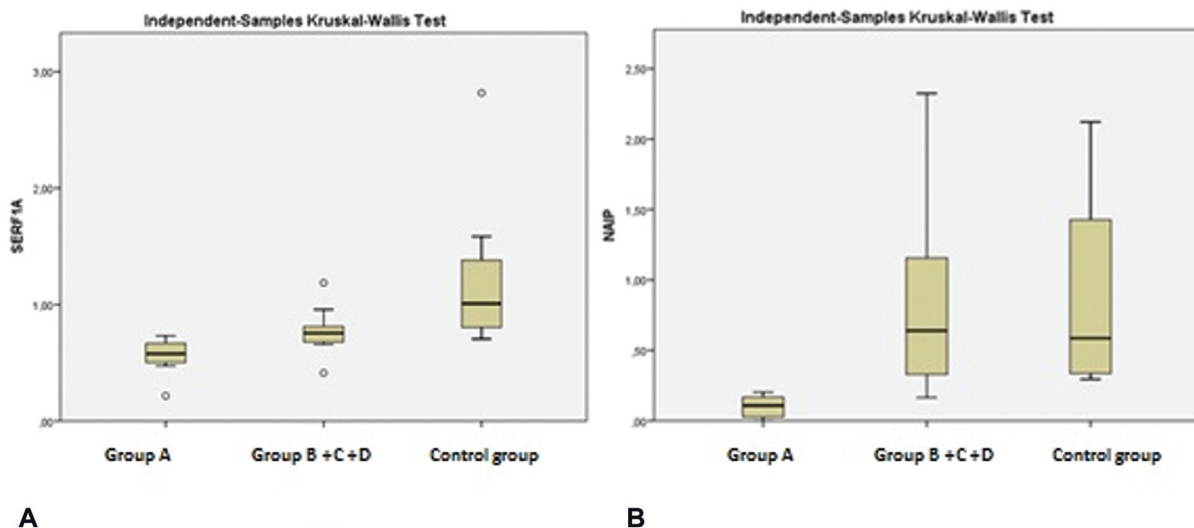 Independent-Samples Kruskal-Wallis Test
3,00
2,00
1,00
,00
SERF1A
Group A
Group B +C+D
Control group
A
Independent-Samples Kruskal-Wallis Test
2,50
2,00
1,50
1,00
,50
,00
NAIP
Group A
Group B +C+D
Control group
B